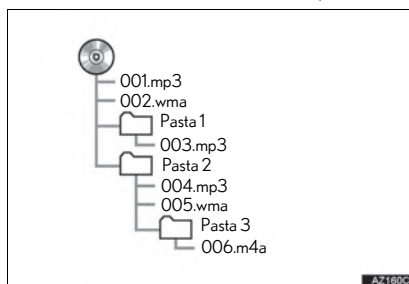 001.mp3
002.wma
Pasta 1
003.mp3
Pasta 2
004.mp3
005.wma
Pasta 3
006.m4a
AZ160C